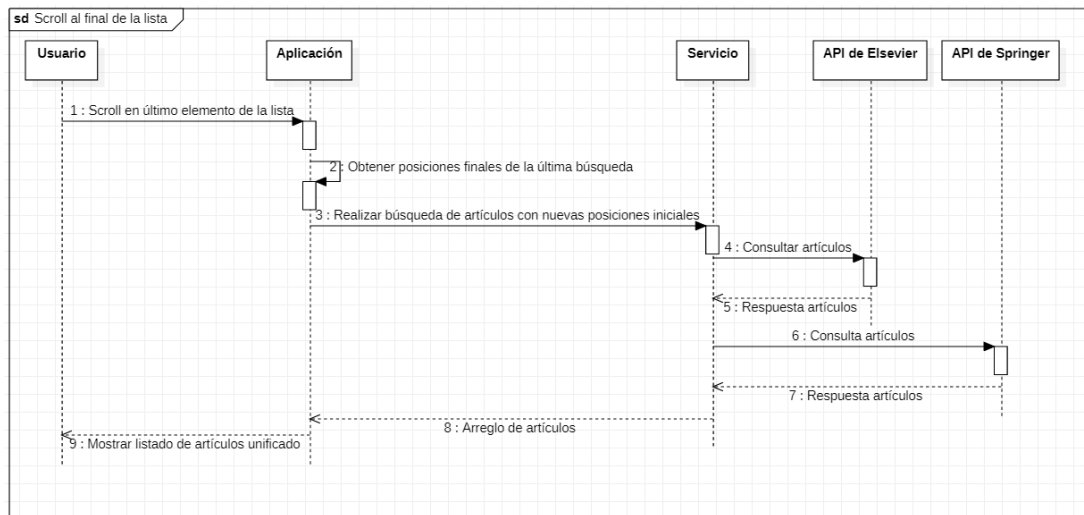 sd Scroll al final de la lista
Usuario
Aplicación
Servicio
API de Elsevier
API de Springer
1 : Scroll en último elemento de la lista
2 : Obtener posiciones finales de la última búsqueda
3 : Realizar búsqueda de artículos con nuevas posiciones iniciales
4 : Consultar artículos
5 : Respuesta artículos
6 : Consulta artículos
7 : Respuesta artículos
8 : Arreglo de artículos
9 : Mostrar listado de artículos unificado